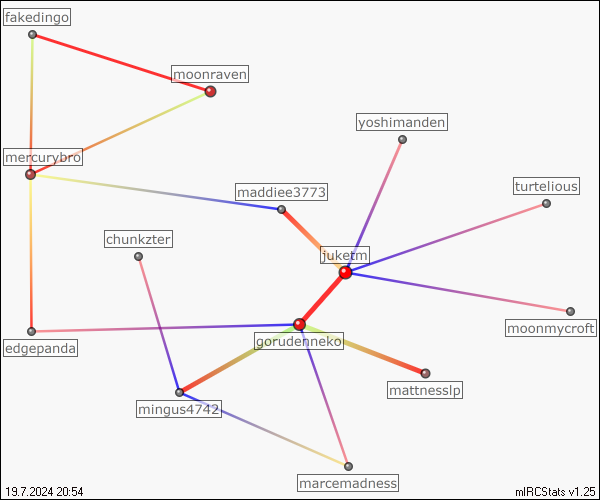 fakedingo
moonraven
yoshimanden
mercurybro
maddiee3773
turtelious
chunkzter
juketm
moonmycroft
gorudenneko
edgepanda
mattnesslp
mingus4742
marcemadness
19.7.2024 20:54
mIRCStats v1.25